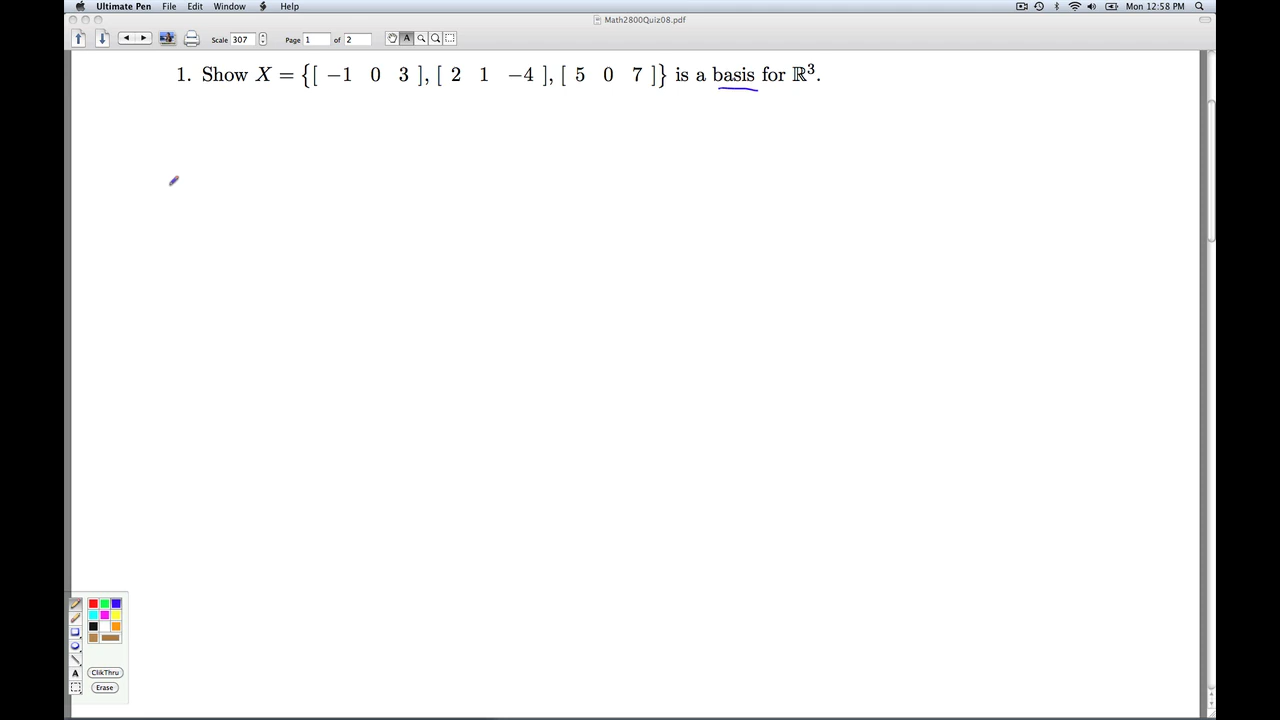 Ultimate Pen File Edit Window Help Mon 12:58 PM
Math2800Quiz08.pdf
Scale 307 Page 1 of 2 A
1. Show X = {[ −1 0 3 ], [ 2 1 −4 ], [ 5 0 7 ]} is a basis for ℝ³.
A
ClikThru
Erase